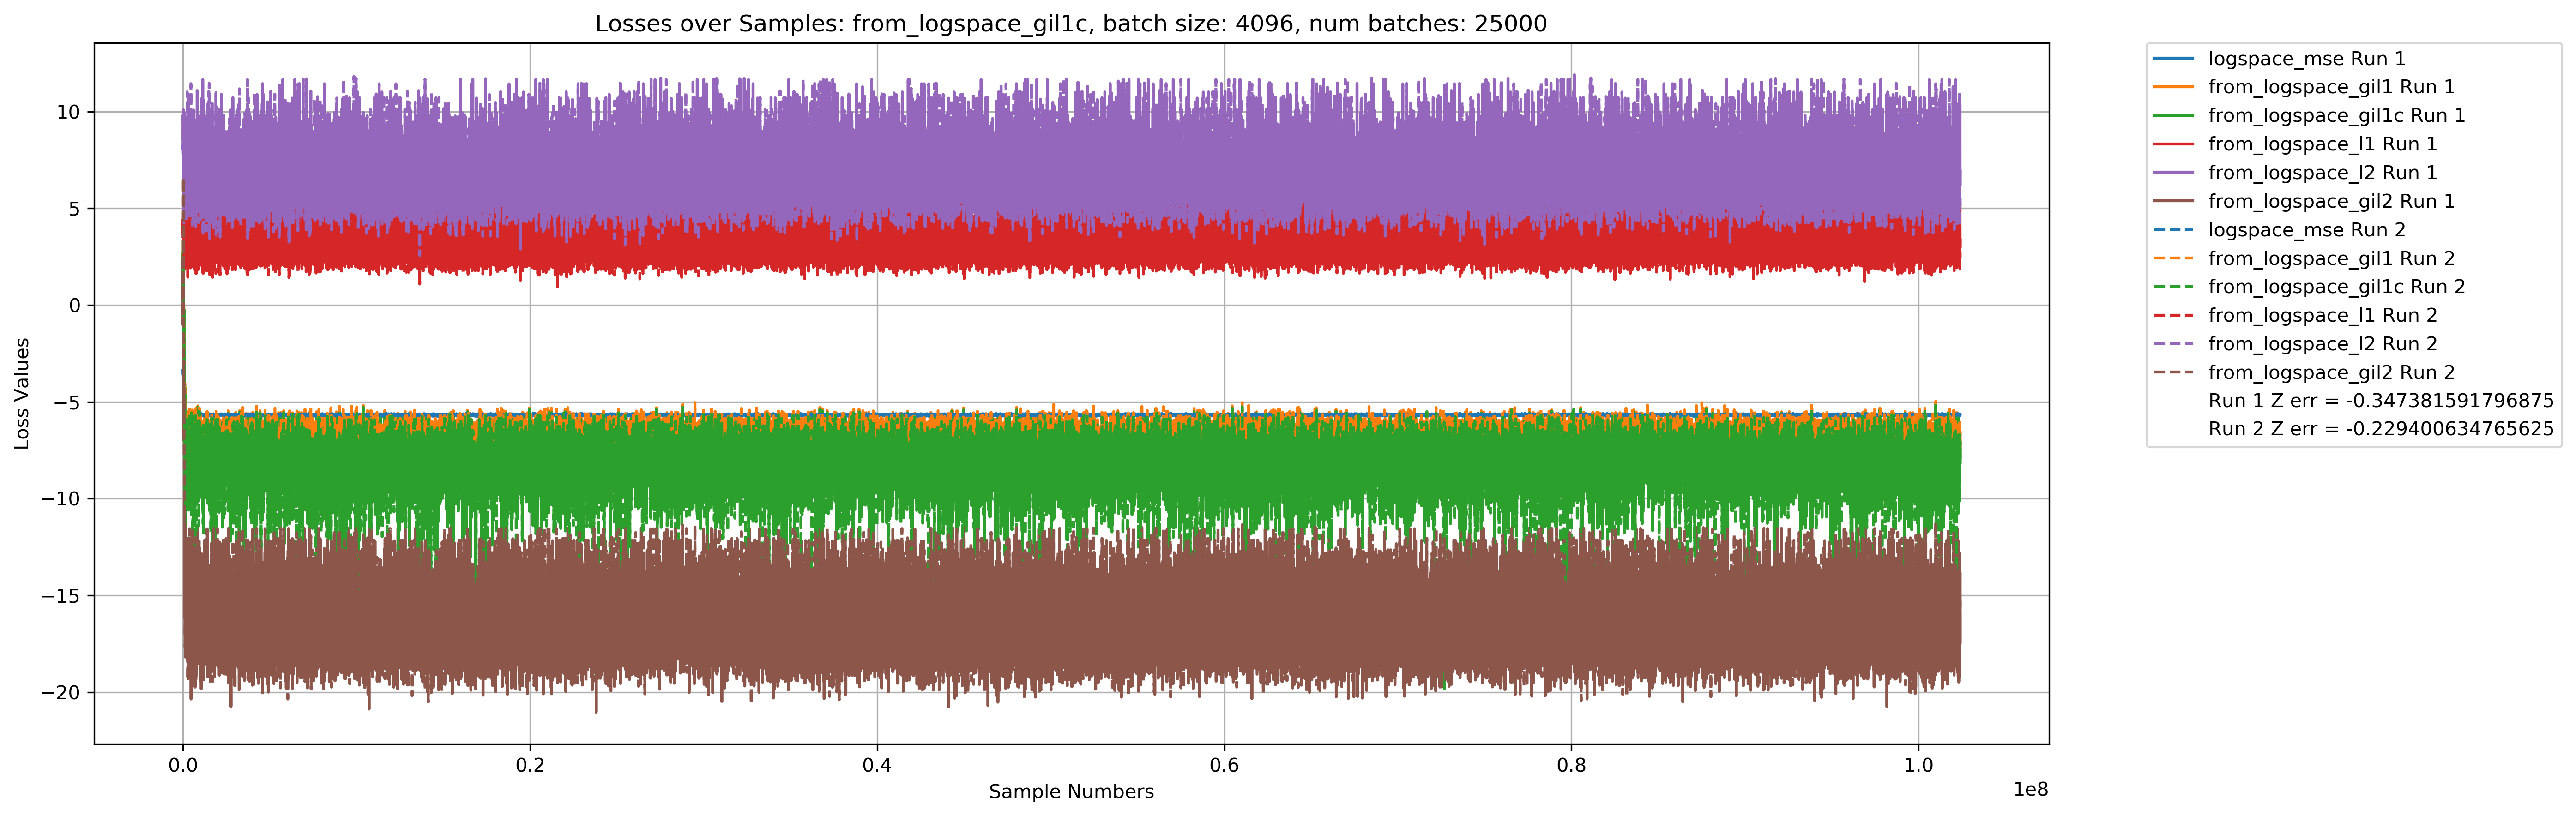 Losses over Samples: from_logspace_gil1c, batch size: 4096, num batches: 25000
Loss Values
10
5
0
−5
−10
−15
−20
0.0
0.2
0.4
0.6
0.8
1.0
1e8
Sample Numbers
logspace_mse Run 1
from_logspace_gil1 Run 1
from_logspace_gil1c Run 1
from_logspace_l1 Run 1
from_logspace_l2 Run 1
from_logspace_gil2 Run 1
logspace_mse Run 2
from_logspace_gil1 Run 2
from_logspace_gil1c Run 2
from_logspace_l1 Run 2
from_logspace_l2 Run 2
from_logspace_gil2 Run 2
Run 1 Z err = -0.347381591796875
Run 2 Z err = -0.229400634765625